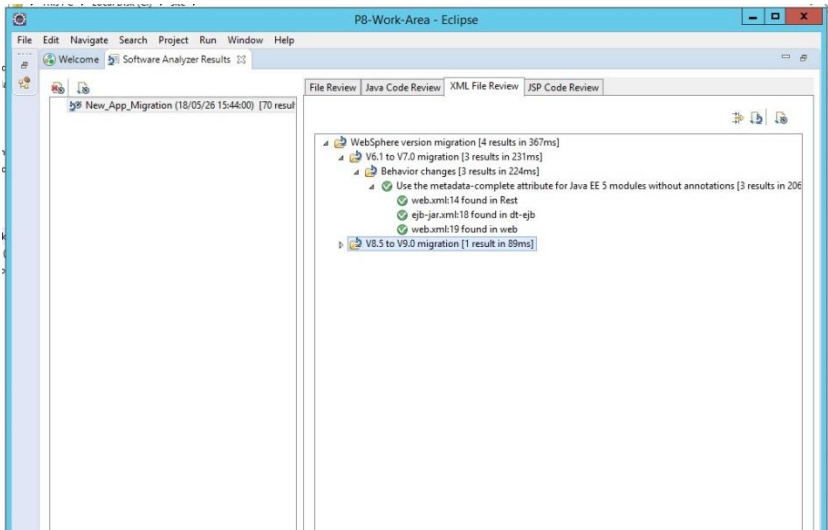 P8-Work-Area - Eclipse
File Edit Navigate Search Project Run Window Help
Welcome Software Analyzer Results
File Review Java Code Review XML File Review JSP Code Review
New_App_Migration (18/05/26 15:44:00) [70 resul
WebSphere version migration [4 results in 367ms]
V6.1 to V7.0 migration [3 results in 231ms]
Behavior changes [3 results in 224ms]
Use the metadata-complete attribute for Java EE 5 modules without annotations [3 results in 206
web.xml:14 found in Rest
ejb-jar.xml:18 found in dt-ejb
web.xml:19 found in web
V8.5 to V9.0 migration [1 result in 89ms]